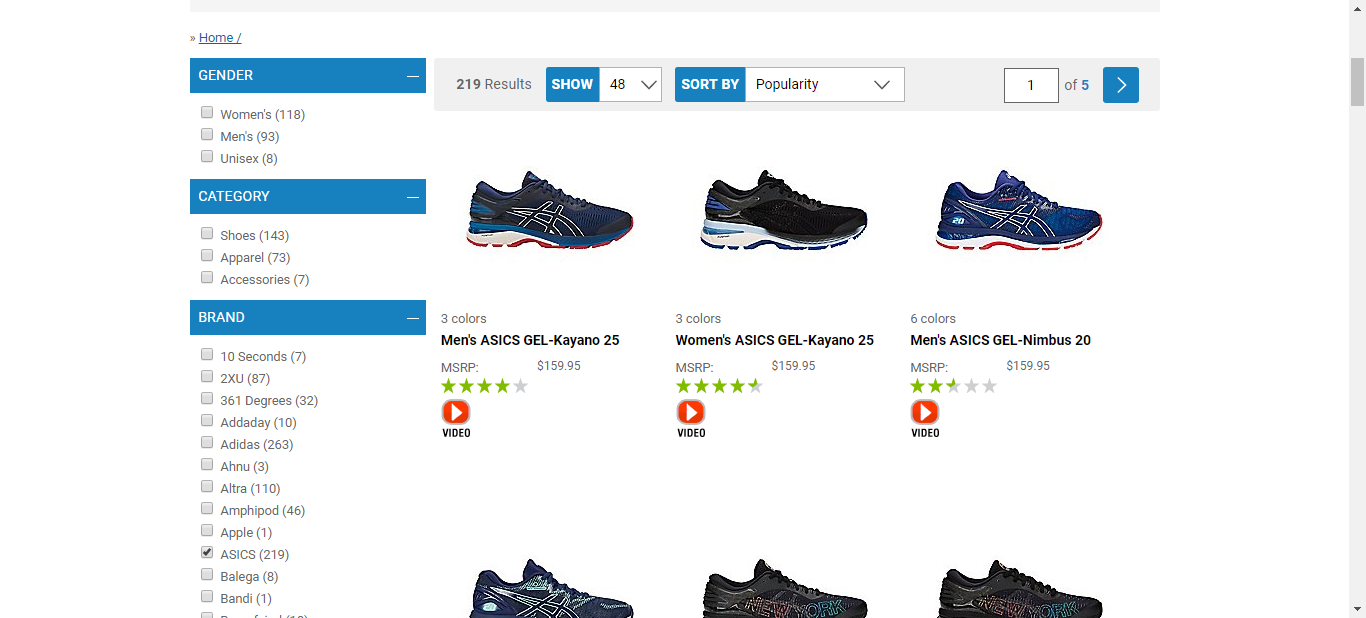 » Home /
GENDER
Women's (118)
Men's (93)
Unisex (8)
CATEGORY
Shoes (143)
Apparel (73)
Accessories (7)
BRAND
10 Seconds (7)
2XU (87)
361 Degrees (32)
Addaday (10)
Adidas (263)
Ahnu (3)
Altra (110)
Amphipod (46)
Apple (1)
ASICS (219)
Balega (8)
Bandi (1)
219 Results SHOW 48 SORT BY Popularity 1 of 5
20
3 colors
Men's ASICS GEL-Kayano 25
MSRP: $159.95
VIDEO
3 colors
Women's ASICS GEL-Kayano 25
MSRP: $159.95
VIDEO
6 colors
Men's ASICS GEL-Nimbus 20
MSRP: $159.95
VIDEO
20
NEW YORK
NEW YORK